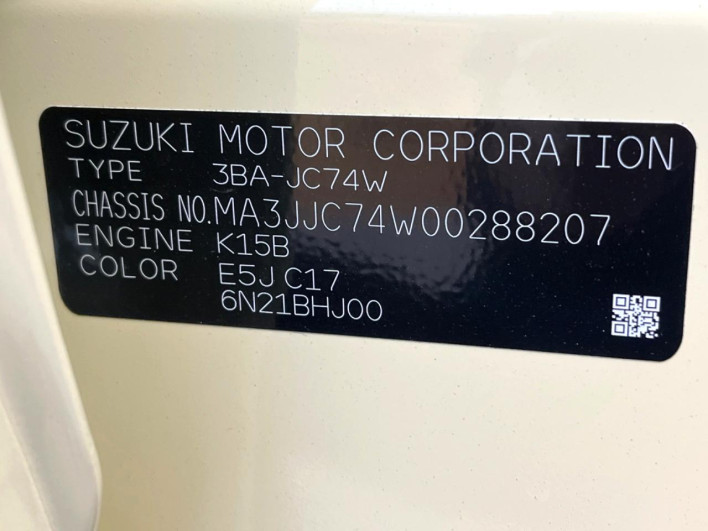 SUZUKI MOTOR CORPORATION
TYPE 3BA-JC74W
CHASSIS NO.MA3JJC74W00288207
ENGINE K15B
COLOR E5J C17
6N21BHJ00